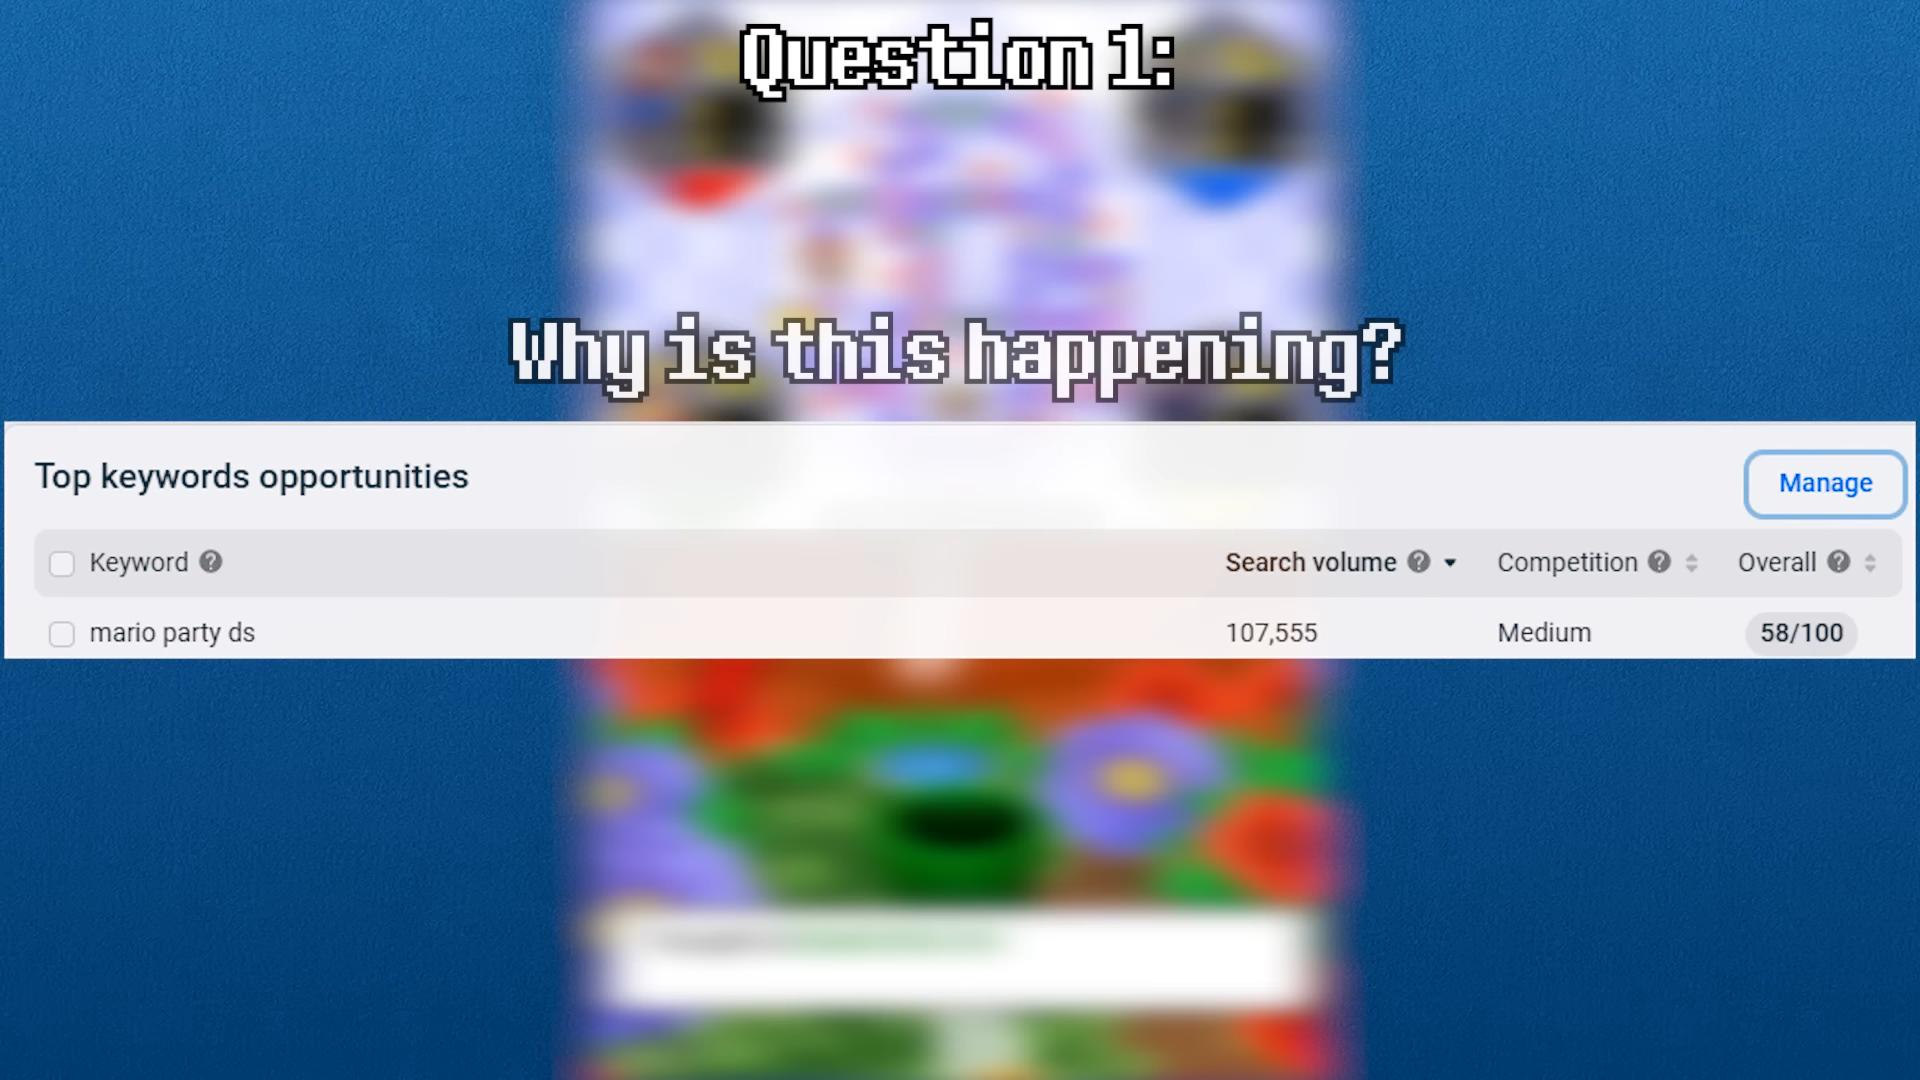 Question 1:
Why is this happening?
Top keywords opportunities
Manage
Keyword Search volume Competition Overall
mario party ds 107,555 Medium 58/100